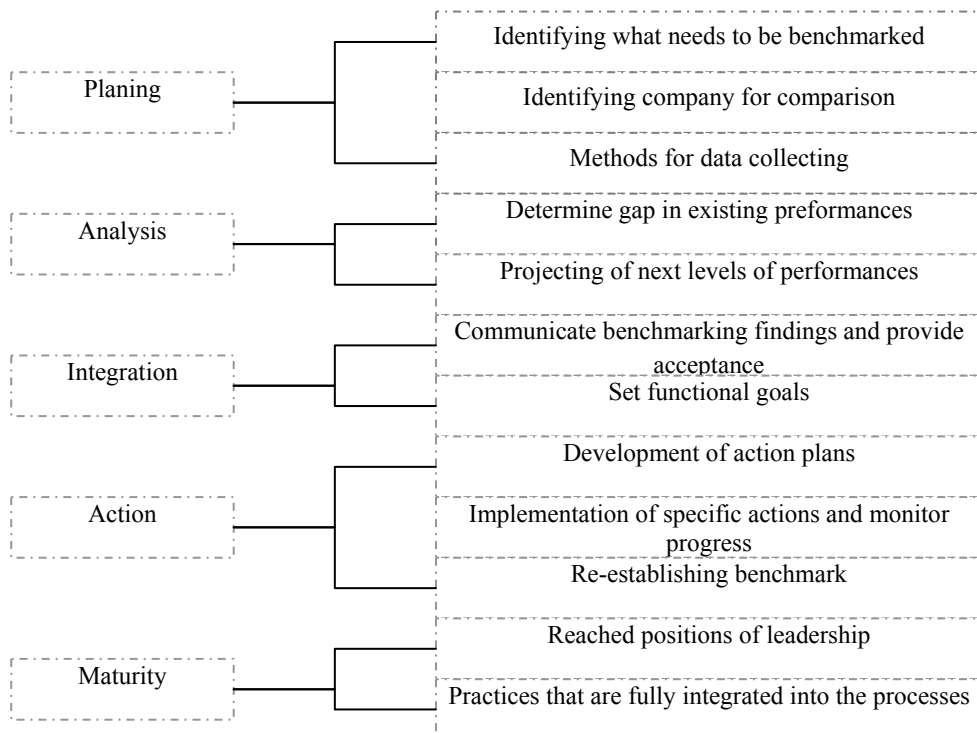 Planing
Identifying what needs to be benchmarked
Identifying company for comparison
Methods for data collecting
Analysis
Determine gap in existing preformances
Projecting of next levels of performances
Integration
Communicate benchmarking findings and provide
acceptance
Set functional goals
Action
Development of action plans
Implementation of specific actions and monitor
progress
Re-establishing benchmark
Maturity
Reached positions of leadership
Practices that are fully integrated into the processes